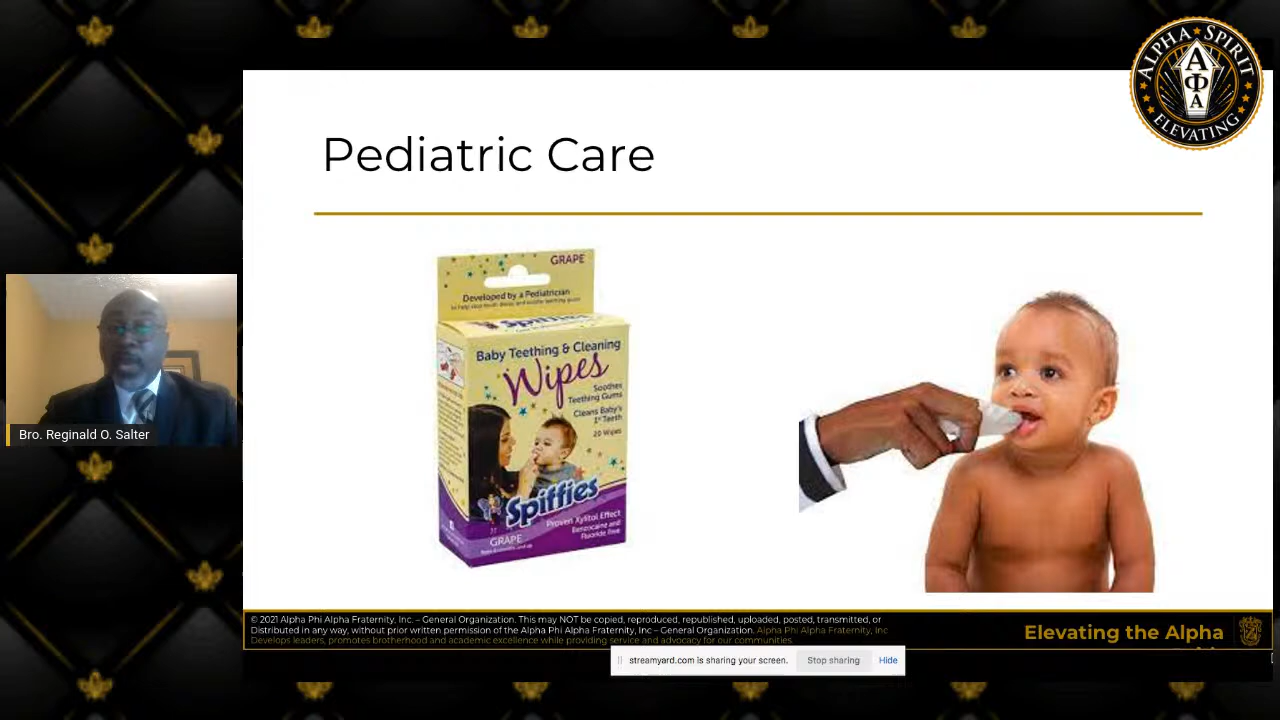 ALPHA SPIRIT
Α
Φ
Α
ELEVATING
Pediatric Care
GRAPE
Developed by a Pediatrician
Spiffies
Baby Teething & Cleaning
Wipes
Soothes
Teething Gums
Cleans Baby's
1st Teeth
20 Wipes
Spiffies
Proven Xylitol Effect
Benzocaine and
Fluoride Free
GRAPE
Bro. Reginald O. Salter
© 2021 Alpha Phi Alpha Fraternity, Inc. – General Organization. This may NOT be copied, reproduced, republished, uploaded, posted, transmitted, or
Distributed in any way, without prior written permission of the Alpha Phi Alpha Fraternity, Inc – General Organization. Alpha Phi Alpha Fraternity, Inc
Develops leaders, promotes brotherhood and academic excellence while providing service and advocacy for our communities.
Elevating the Alpha
streamyard.com is sharing your screen.
Stop sharing
Hide